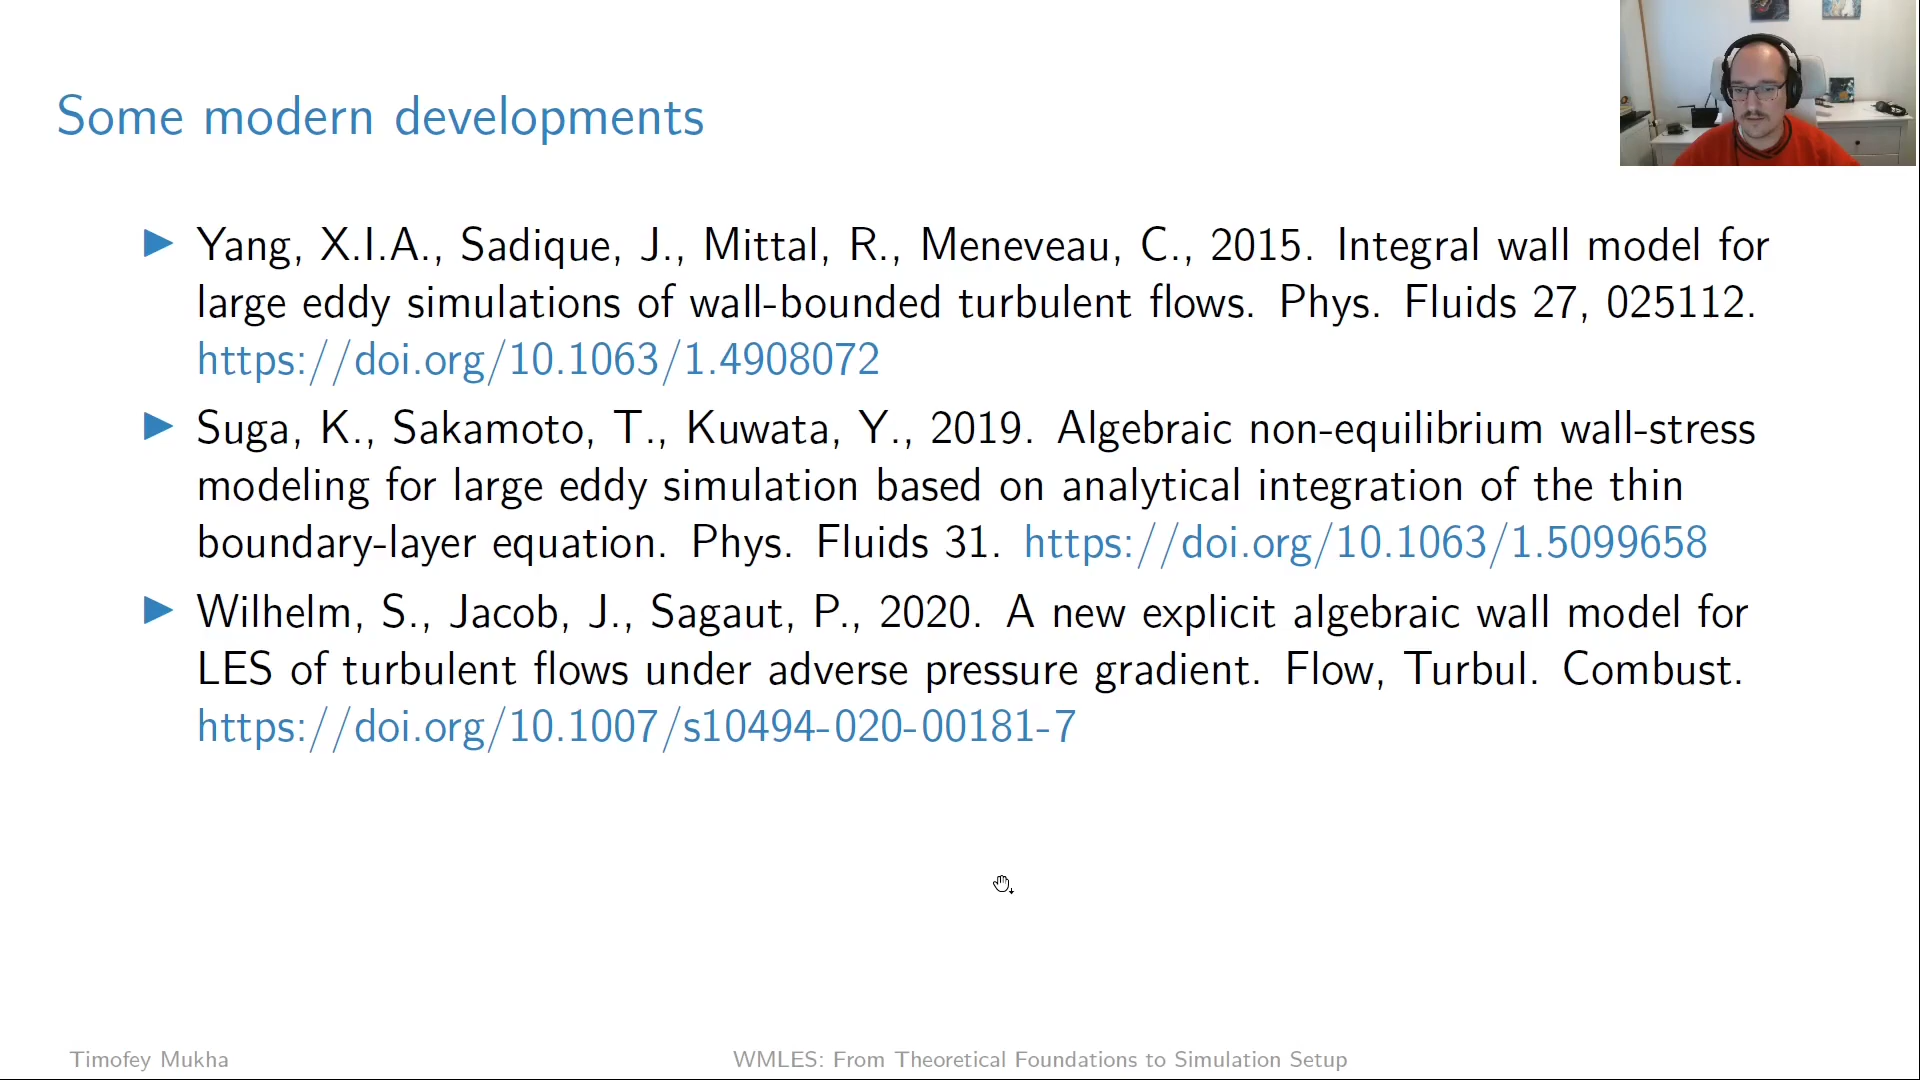 Some modern developments
Yang, X.I.A., Sadique, J., Mittal, R., Meneveau, C., 2015. Integral wall model for
large eddy simulations of wall-bounded turbulent flows. Phys. Fluids 27, 025112.
https://doi.org/10.1063/1.4908072
Suga, K., Sakamoto, T., Kuwata, Y., 2019. Algebraic non-equilibrium wall-stress
modeling for large eddy simulation based on analytical integration of the thin
boundary-layer equation. Phys. Fluids 31. https://doi.org/10.1063/1.5099658
Wilhelm, S., Jacob, J., Sagaut, P., 2020. A new explicit algebraic wall model for
LES of turbulent flows under adverse pressure gradient. Flow, Turbul. Combust.
https://doi.org/10.1007/s10494-020-00181-7
Timofey Mukha
WMLES: From Theoretical Foundations to Simulation Setup